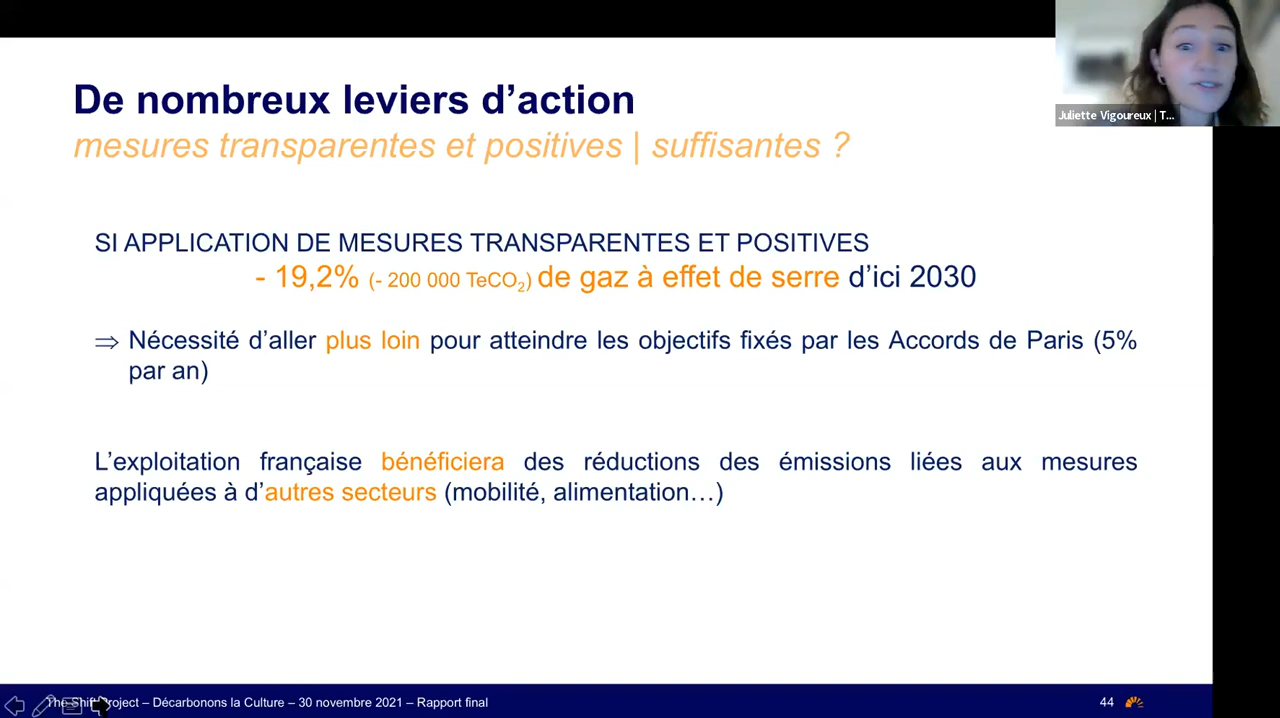 De nombreux leviers d'action
mesures transparentes et positives | suffisantes ?
Juliette Vigoureux | T...
SI APPLICATION DE MESURES TRANSPARENTES ET POSITIVES
- 19,2% (- 200 000 TeCO2) de gaz à effet de serre d'ici 2030
⇒ Nécessité d'aller plus loin pour atteindre les objectifs fixés par les Accords de Paris (5%
par an)
L'exploitation française bénéficiera des réductions des émissions liées aux mesures
appliquées à d'autres secteurs (mobilité, alimentation…)
The Shift Project – Décarbonons la Culture – 30 novembre 2021 – Rapport final
44